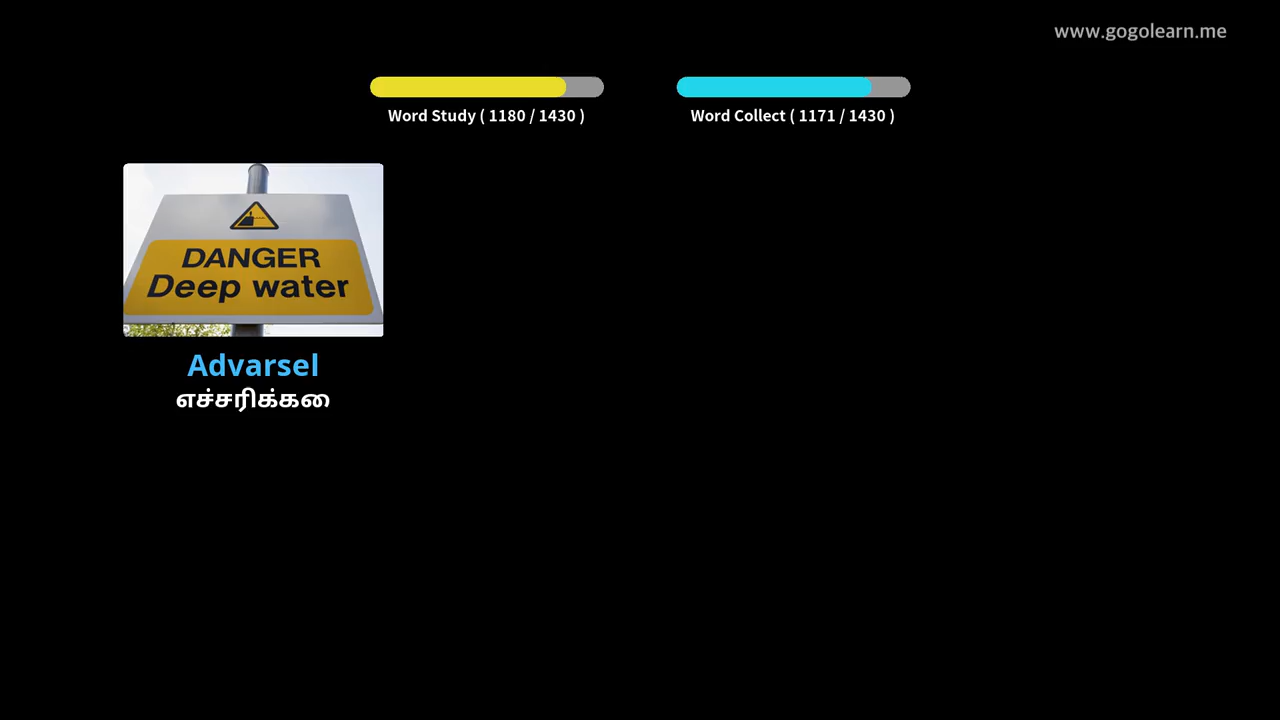 www.gogolearn.me
Word Study ( 1180 / 1430 )
Word Collect ( 1171 / 1430 )
DANGER
Deep water
Advarsel
எச்சரிக்கை